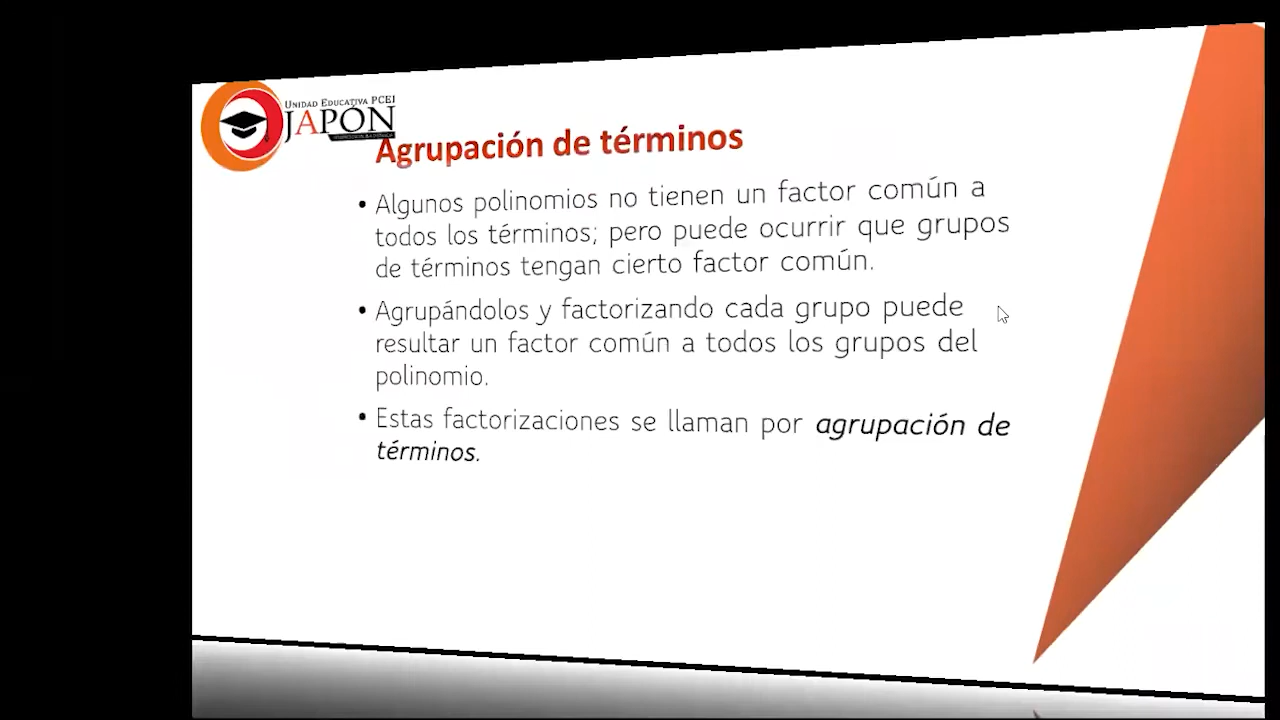 UNIDAD EDUCATIVA PCEI
JAPÓN
Agrupación de términos
• Algunos polinomios no tienen un factor común a
todos los términos; pero puede ocurrir que grupos
de términos tengan cierto factor común.
• Agrupándolos y factorizando cada grupo puede
resultar un factor común a todos los grupos del
polinomio.
• Estas factorizaciones se llaman por agrupación de
términos.